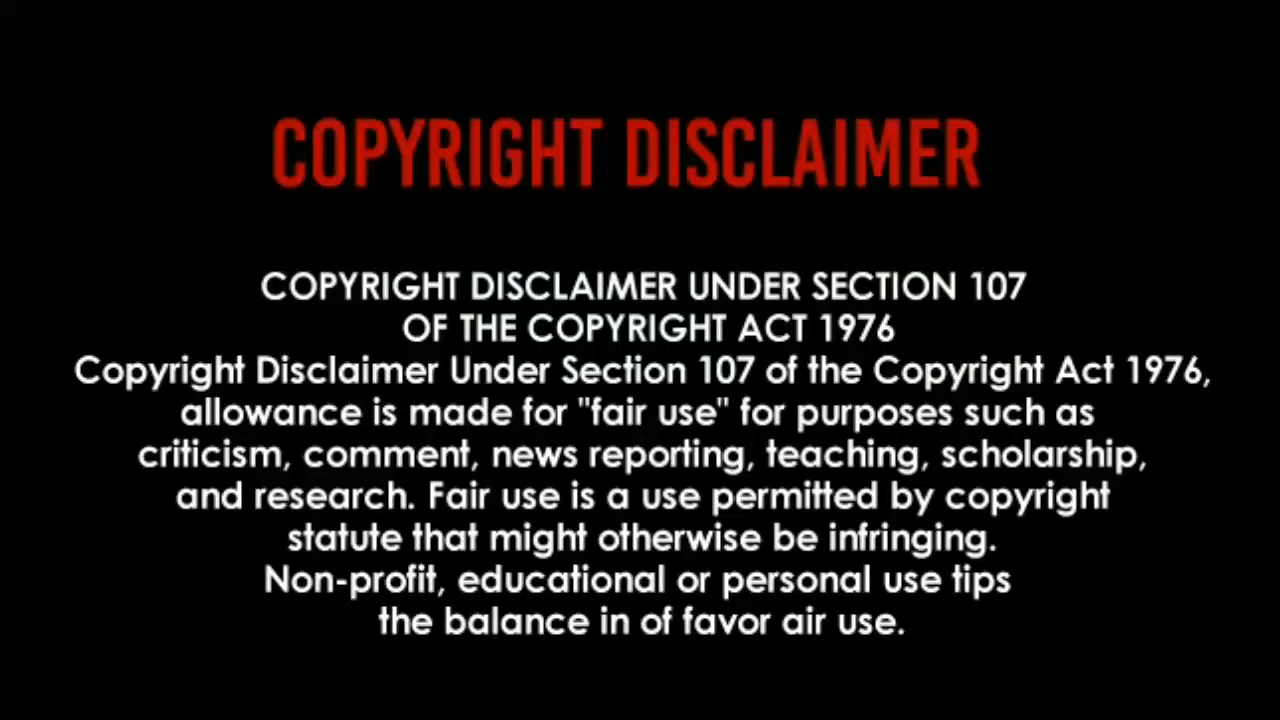 COPYRIGHT DISCLAIMER
COPYRIGHT DISCLAIMER UNDER SECTION 107
OF THE COPYRIGHT ACT 1976
Copyright Disclaimer Under Section 107 of the Copyright Act 1976,
allowance is made for "fair use" for purposes such as
criticism, comment, news reporting, teaching, scholarship,
and research. Fair use is a use permitted by copyright
statute that might otherwise be infringing.
Non-profit, educational or personal use tips
the balance in of favor air use.